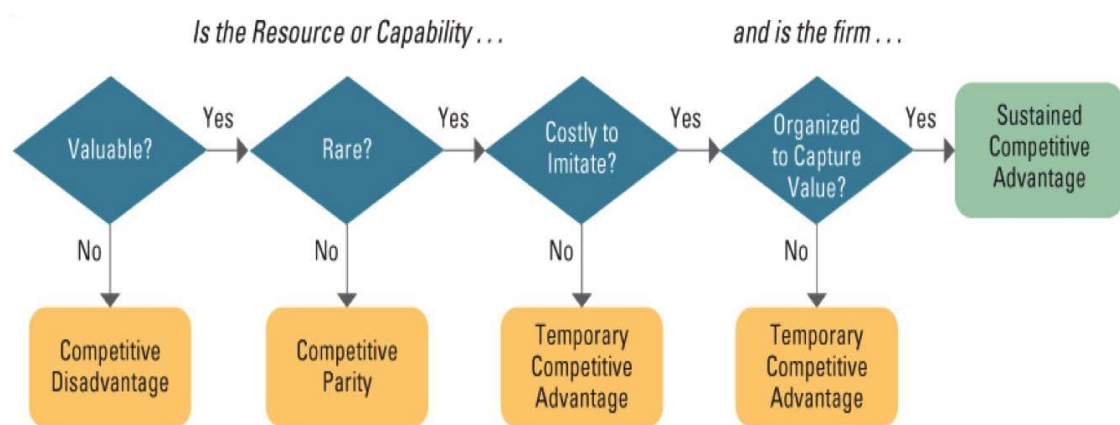 Is the Resource or Capability . . .
and is the firm . . .
Valuable?
Yes
Rare?
Yes
Costly to
Imitate?
Yes
Organized
to Capture
Value?
Yes
Sustained
Competitive
Advantage
No
No
No
No
Competitive
Disadvantage
Competitive
Parity
Temporary
Competitive
Advantage
Temporary
Competitive
Advantage